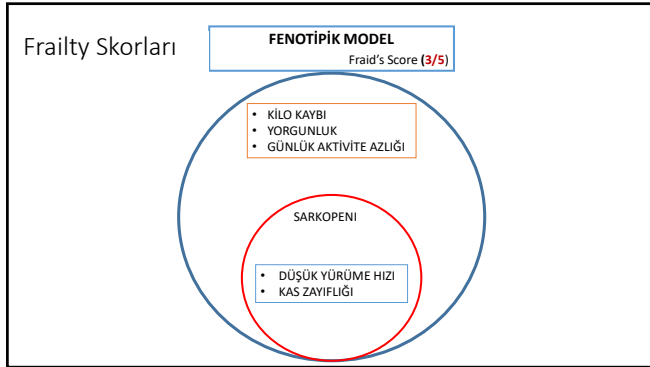 Frailty Skorları
FENOTİPİK MODEL
Fraid's Score (3/5)
• KİLO KAYBI
• YORGUNLUK
• GÜNLÜK AKTİVİTE AZLIĞI
SARKOPENI
• DÜŞÜK YÜRÜME HIZI
• KAS ZAYIFLIĞI